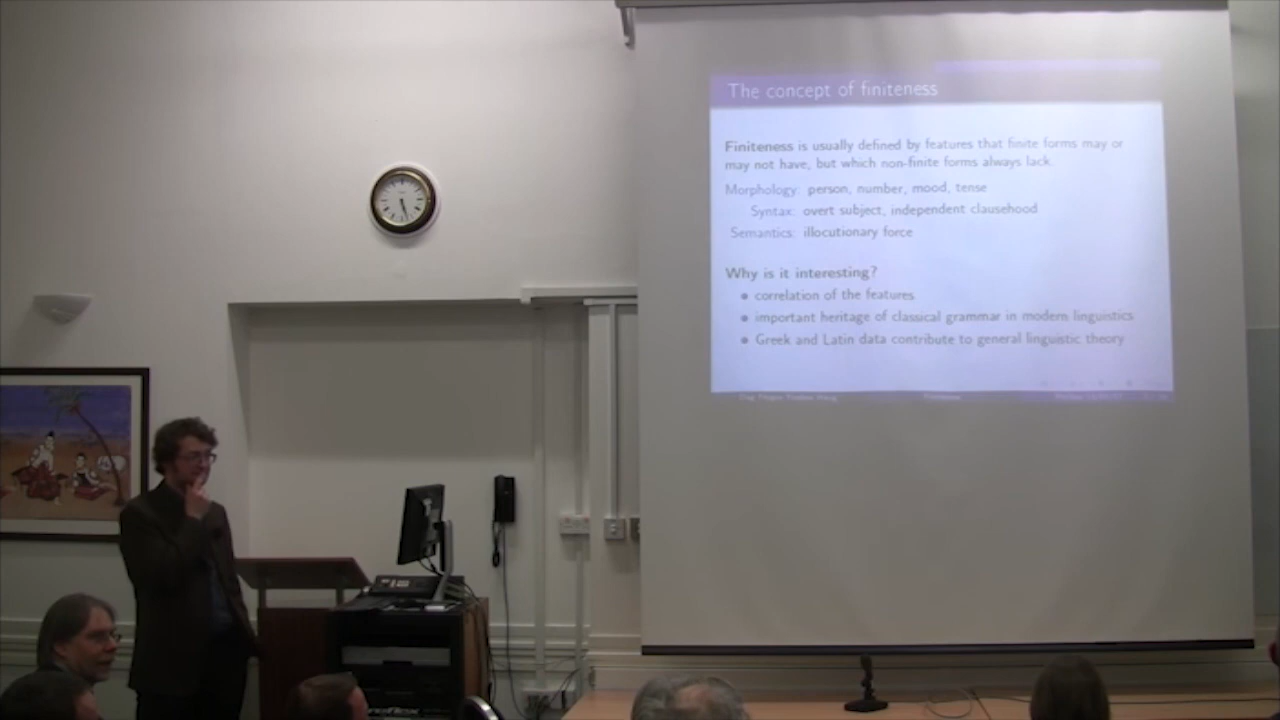 The concept of finiteness
Finiteness is usually defined by features that finite forms may or
may not have, but which non-finite forms always lack.
Morphology: person, number, mood, tense
Syntax: overt subject, independent clausehood
Semantics: illocutionary force
Why is it interesting?
• correlation of the features
• important heritage of classical grammar in modern linguistics
• Greek and Latin data contribute to general linguistic theory